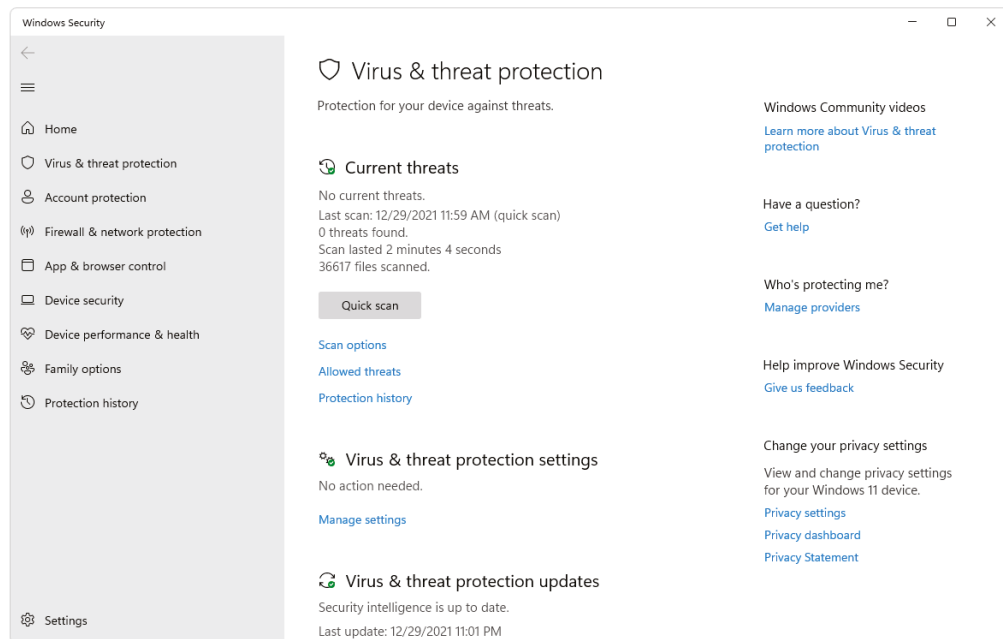 Windows Security
Home
Virus & threat protection
Account protection
Firewall & network protection
App & browser control
Device security
Device performance & health
Family options
Protection history
Settings
Virus & threat protection
Protection for your device against threats.
Current threats
No current threats.
Last scan: 12/29/2021 11:59 AM (quick scan)
0 threats found.
Scan lasted 2 minutes 4 seconds
36617 files scanned.
Quick scan
Scan options
Allowed threats
Protection history
Virus & threat protection settings
No action needed.
Manage settings
Virus & threat protection updates
Security intelligence is up to date.
Last update: 12/29/2021 11:01 PM
Windows Community videos
Learn more about Virus & threat
protection
Have a question?
Get help
Who's protecting me?
Manage providers
Help improve Windows Security
Give us feedback
Change your privacy settings
View and change privacy settings
for your Windows 11 device.
Privacy settings
Privacy dashboard
Privacy Statement